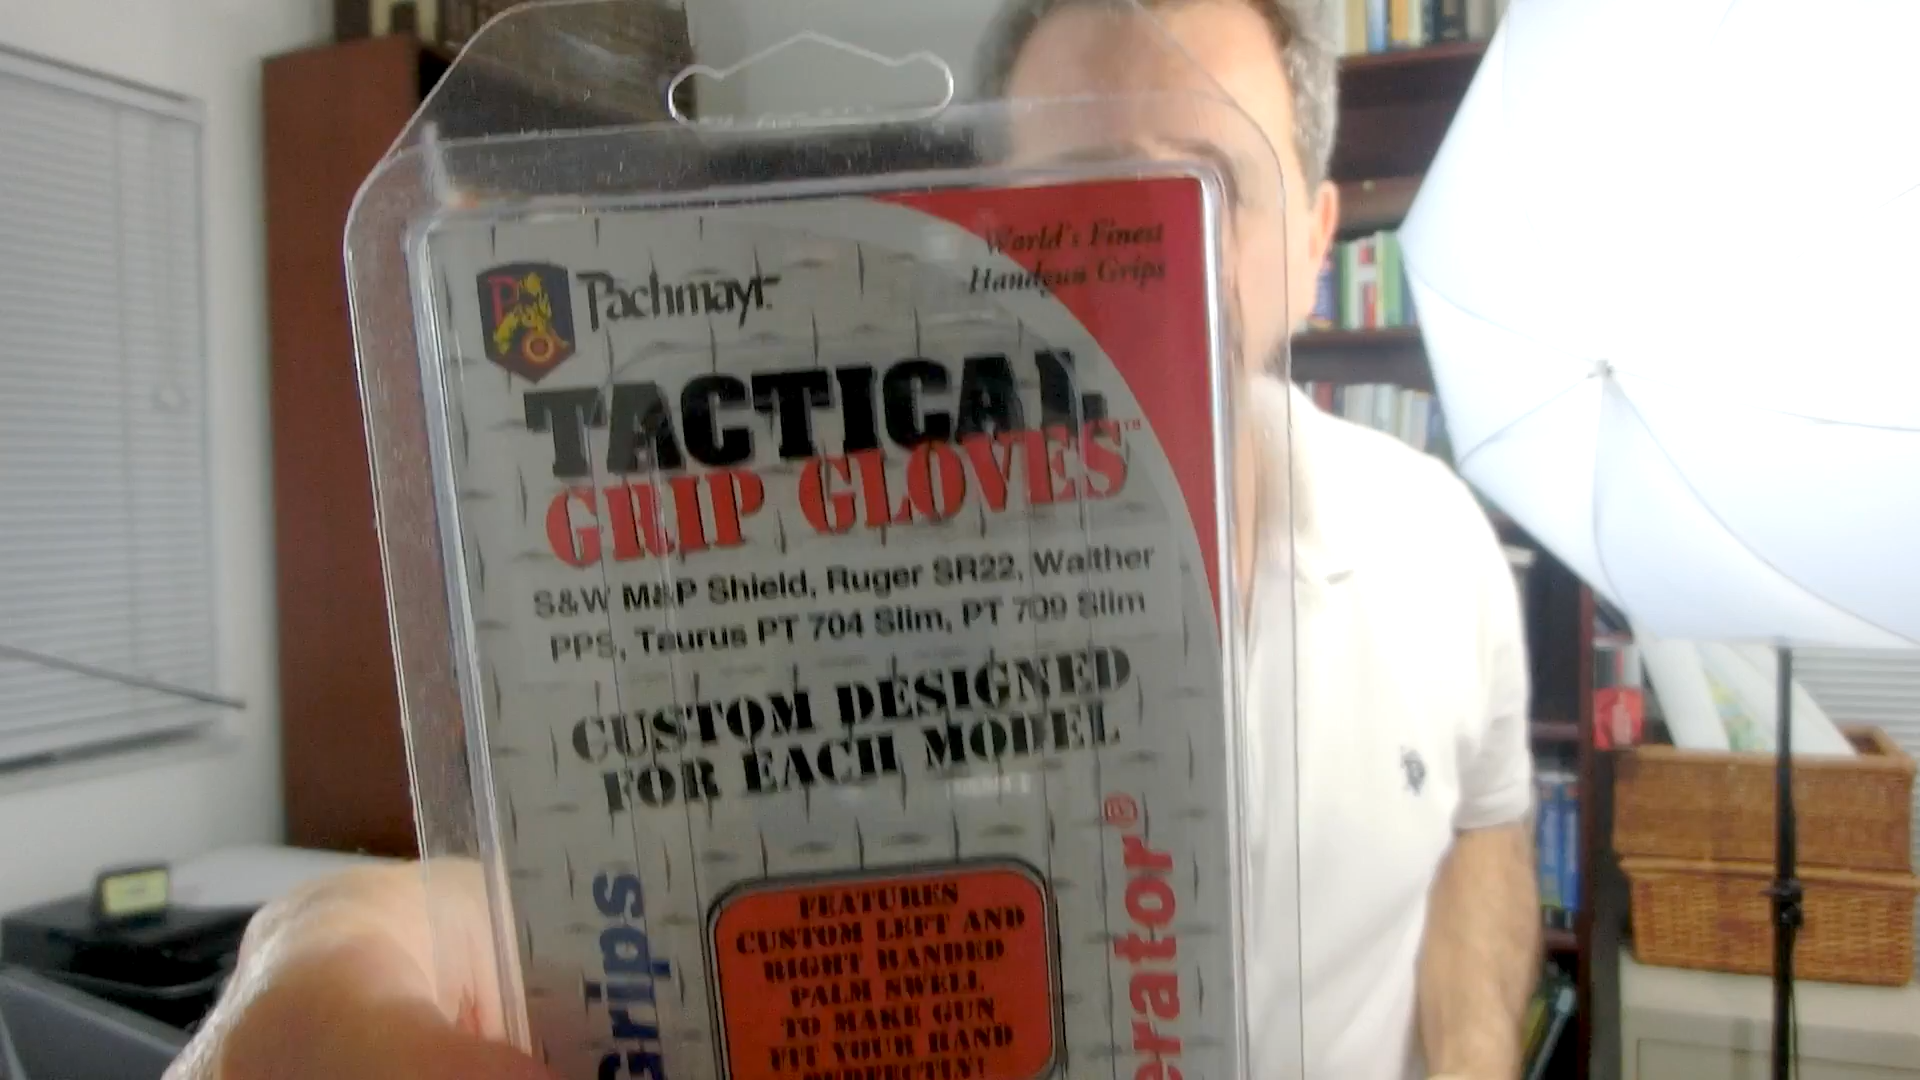 World's Finest
Handgun Grips
Pachmayr
TACTICAL
GRIP GLOVES™
S&W M&P Shield, Ruger SR22, Walther
PPS, Taurus PT 704 Slim, PT 709 Slim
CUSTOM DESIGNED
FOR EACH MODEL
FEATURES
CUSTOM LEFT AND
RIGHT HANDED
PALM SWELL
TO MAKE GUN
FIT YOUR HAND
PERFECTLY!
Grips
erator®